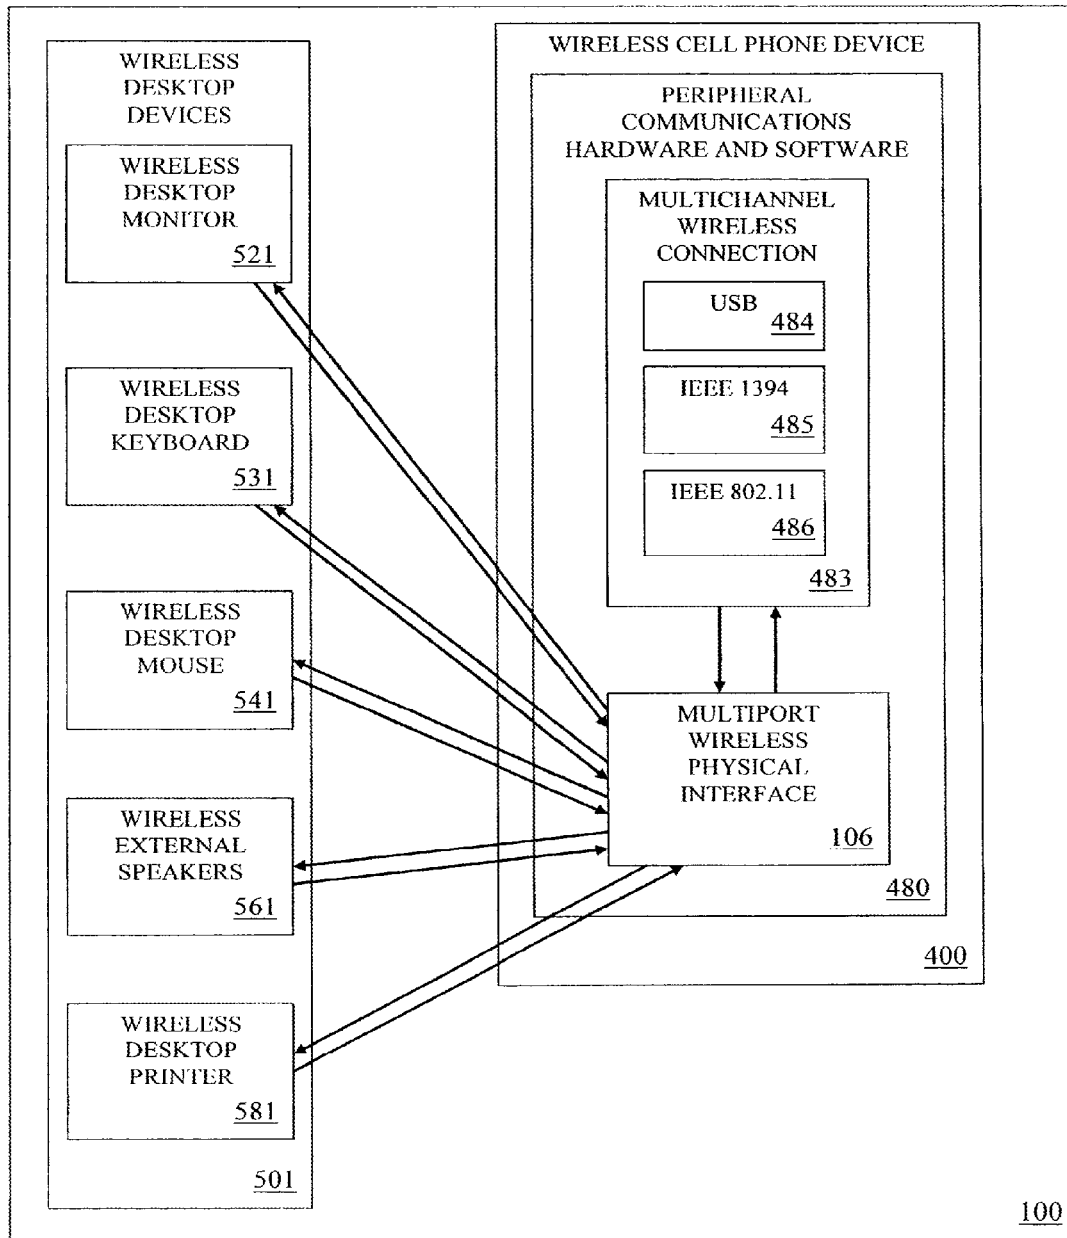 WIRELESS
DESKTOP
DEVICES
WIRELESS
DESKTOP
MONITOR
521
WIRELESS
DESKTOP
KEYBOARD
531
WIRELESS
DESKTOP
MOUSE
541
WIRELESS
EXTERNAL
SPEAKERS
561
WIRELESS
DESKTOP
PRINTER
581
501
WIRELESS CELL PHONE DEVICE
PERIPHERAL
COMMUNICATIONS
HARDWARE AND SOFTWARE
MULTICHANNEL
WIRELESS
CONNECTION
USB
484
IEEE 1394
485
IEEE 802.11
486
483
MULTIPORT
WIRELESS
PHYSICAL
INTERFACE
106
480
400
100